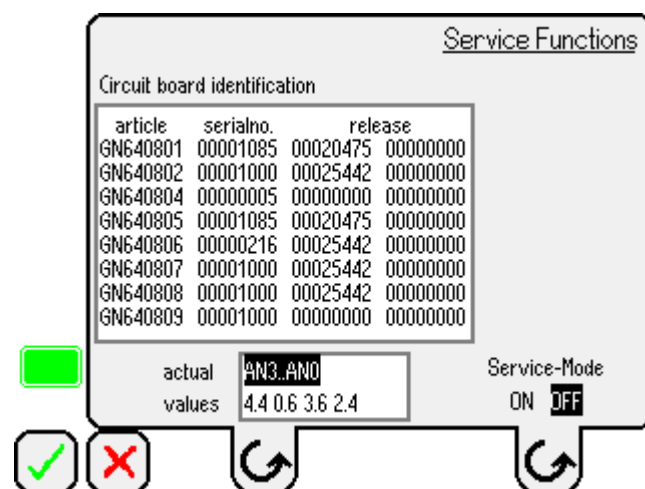 Service Functions
Circuit board identification
article serialno. release
GN640801 00001085 00020475 00000000
GN640802 00001000 00025442 00000000
GN640804 00000005 00000000 00000000
GN640805 00001085 00020475 00000000
GN640806 00000216 00025442 00000000
GN640807 00001000 00025442 00000000
GN640808 00001000 00025442 00000000
GN640809 00001000 00000000 00000000
actual AN3..AN0 Service-Mode
values 4.4 0.6 3.6 2.4 ON OFF